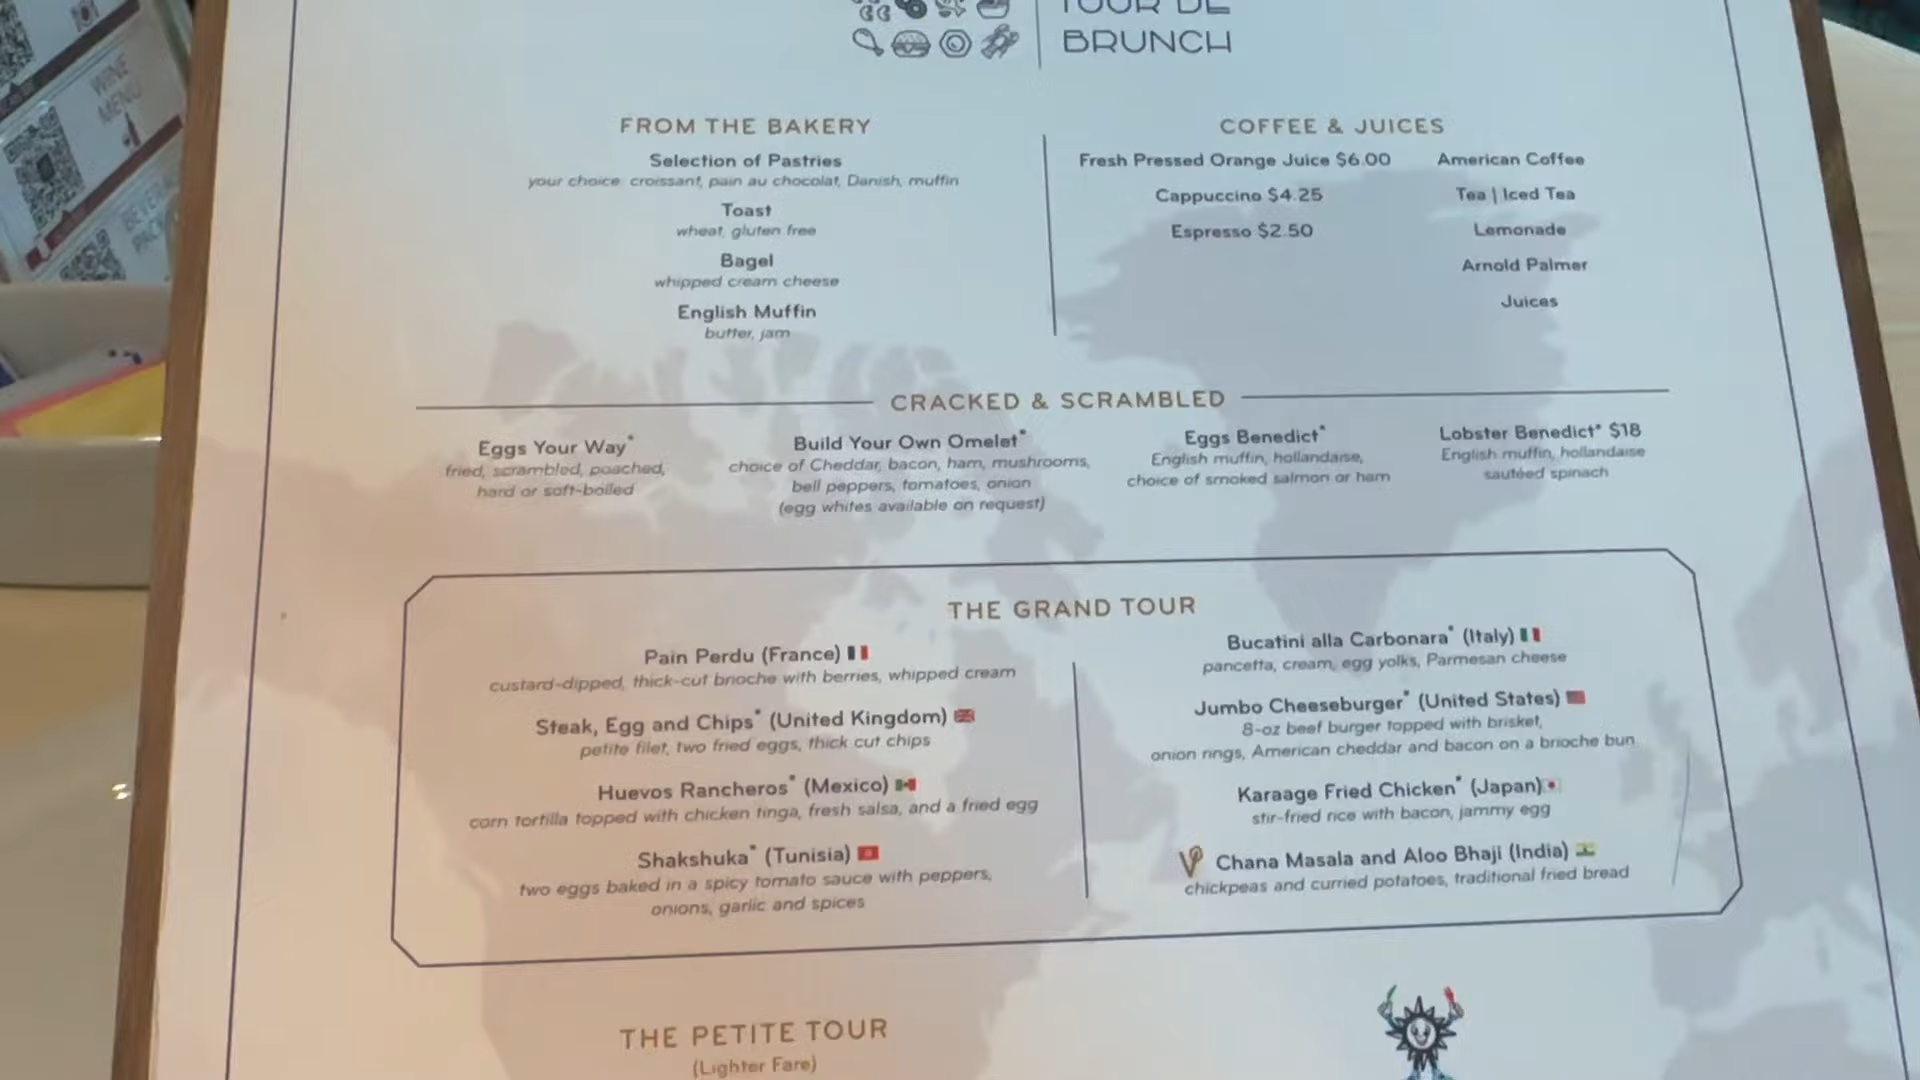 TOUR DE
BRUNCH
WINE
MENU
FROM THE BAKERY
Selection of Pastries
your choice: croissant, pain au chocolat, Danish, muffin
Toast
wheat, gluten free
Bagel
whipped cream cheese
English Muffin
butter, jam
COFFEE & JUICES
Fresh Pressed Orange Juice $6.00
Cappuccino $4.25
Espresso $2.50
American Coffee
Tea | Iced Tea
Lemonade
Arnold Palmer
Juices
CRACKED & SCRAMBLED
Eggs Your Way*
fried, scrambled, poached,
hard or soft-boiled
Build Your Own Omelet*
choice of Cheddar, bacon, ham, mushrooms,
bell peppers, tomatoes, onion
(egg whites available on request)
Eggs Benedict*
English muffin, hollandaise,
choice of smoked salmon or ham
Lobster Benedict* $18
English muffin, hollandaise
sautéed spinach
THE GRAND TOUR
Pain Perdu (France)
custard-dipped, thick-cut brioche with berries, whipped cream
Steak, Egg and Chips* (United Kingdom)
petite filet, two fried eggs, thick cut chips
Huevos Rancheros* (Mexico)
corn tortilla topped with chicken tinga, fresh salsa, and a fried egg
Shakshuka* (Tunisia)
two eggs baked in a spicy tomato sauce with peppers,
onions, garlic and spices
Bucatini alla Carbonara* (Italy)
pancetta, cream, egg yolks, Parmesan cheese
Jumbo Cheeseburger* (United States)
8-oz beef burger topped with brisket,
onion rings, American cheddar and bacon on a brioche bun
Karaage Fried Chicken* (Japan)
stir-fried rice with bacon, jammy egg
V Chana Masala and Aloo Bhaji (India)
chickpeas and curried potatoes, traditional fried bread
THE PETITE TOUR
(Lighter Fare)